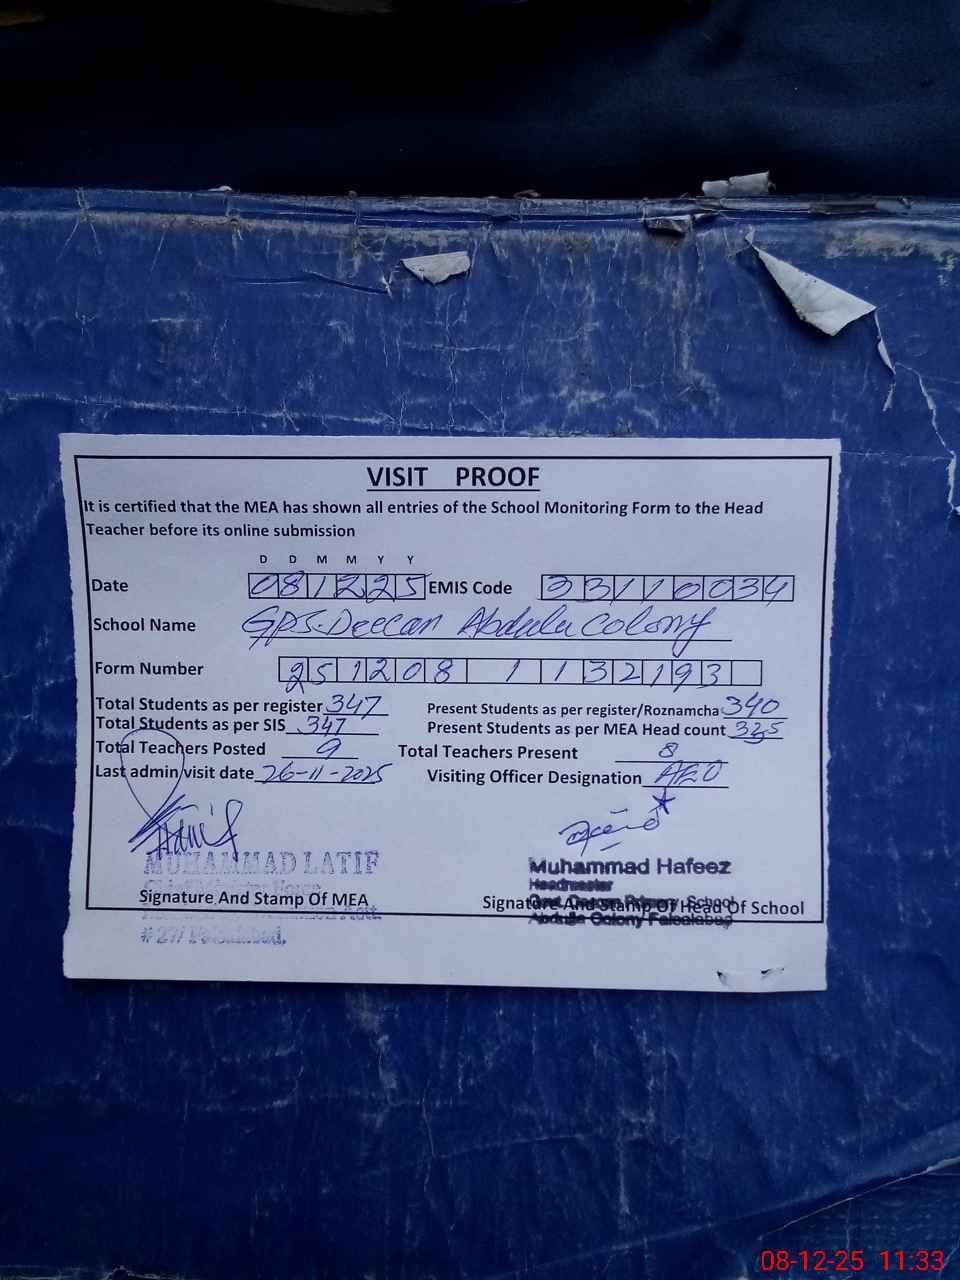 VISIT PROOF
It is certified that the MEA has shown all entries of the School Monitoring Form to the Head
Teacher before its online submission
D D M M Y Y
Date 081225 EMIS Code 33110034
School Name GPS. Deccan Abdulla Colony
Form Number 251208 1 132193
Total Students as per register 347 Present Students as per register/Roznamcha 340
Total Students as per SIS 347 Present Students as per MEA Head count 335
Total Teachers Posted 9 Total Teachers Present 8
Last admin visit date 26-11-2025 Visiting Officer Designation AEO
MUHAMMAD LATIF Muhammad Hafeez
Headmaster
Signature And Stamp Of MEA Signature And Stamp Of Head Of School
Abdulla Colony Faisalabad
# 27/ Faisalabad.
08-12-25 11:33